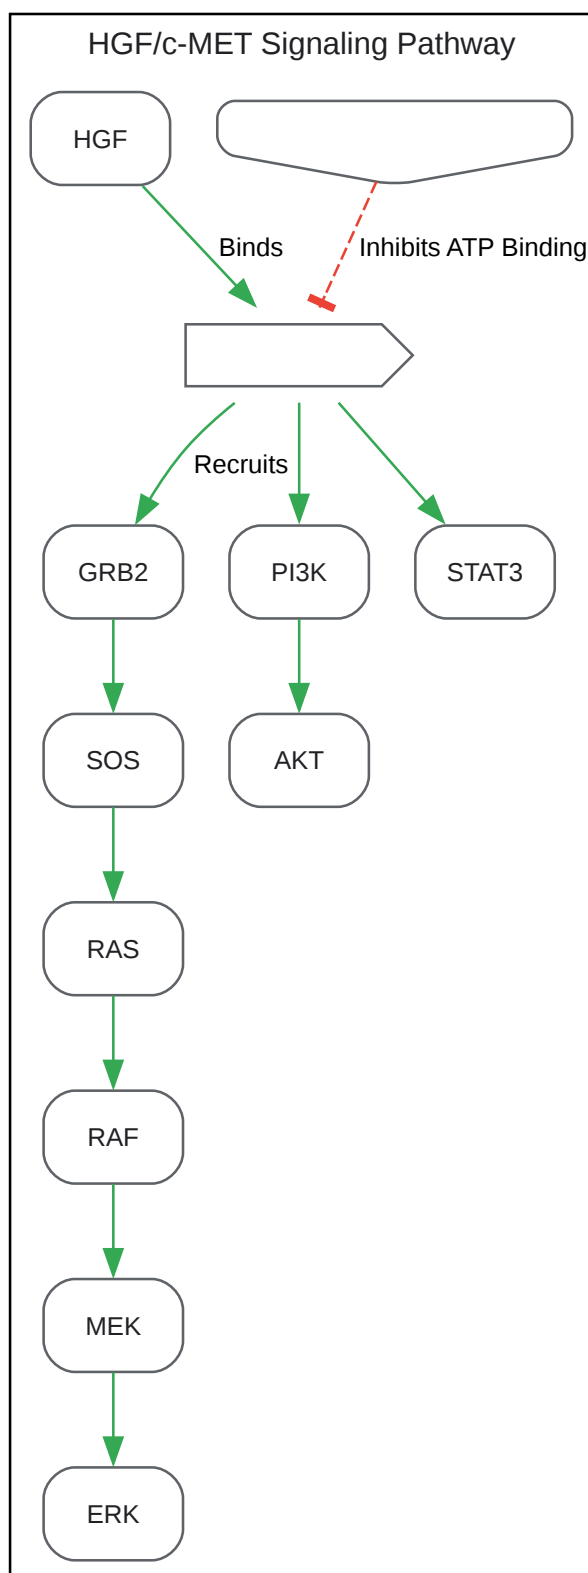 HGF/c-MET Signaling Pathway
HGF
Binds
Inhibits ATP Binding
Recruits
GRB2
PI3K
STAT3
SOS
AKT
RAS
RAF
MEK
ERK